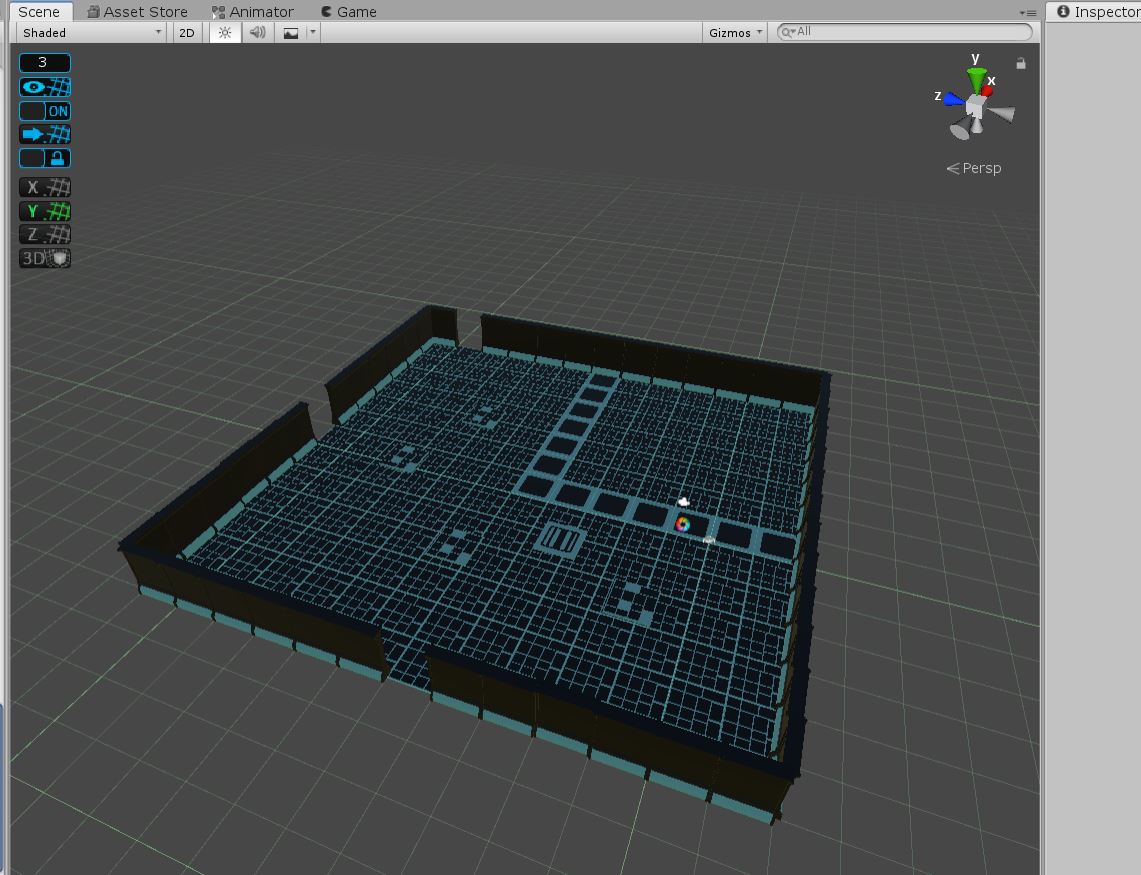 Scene Asset Store Animator Game Inspector
Shaded 2D Gizmos All
3
ON
X
Y
Z
3D
y
x
z
Persp